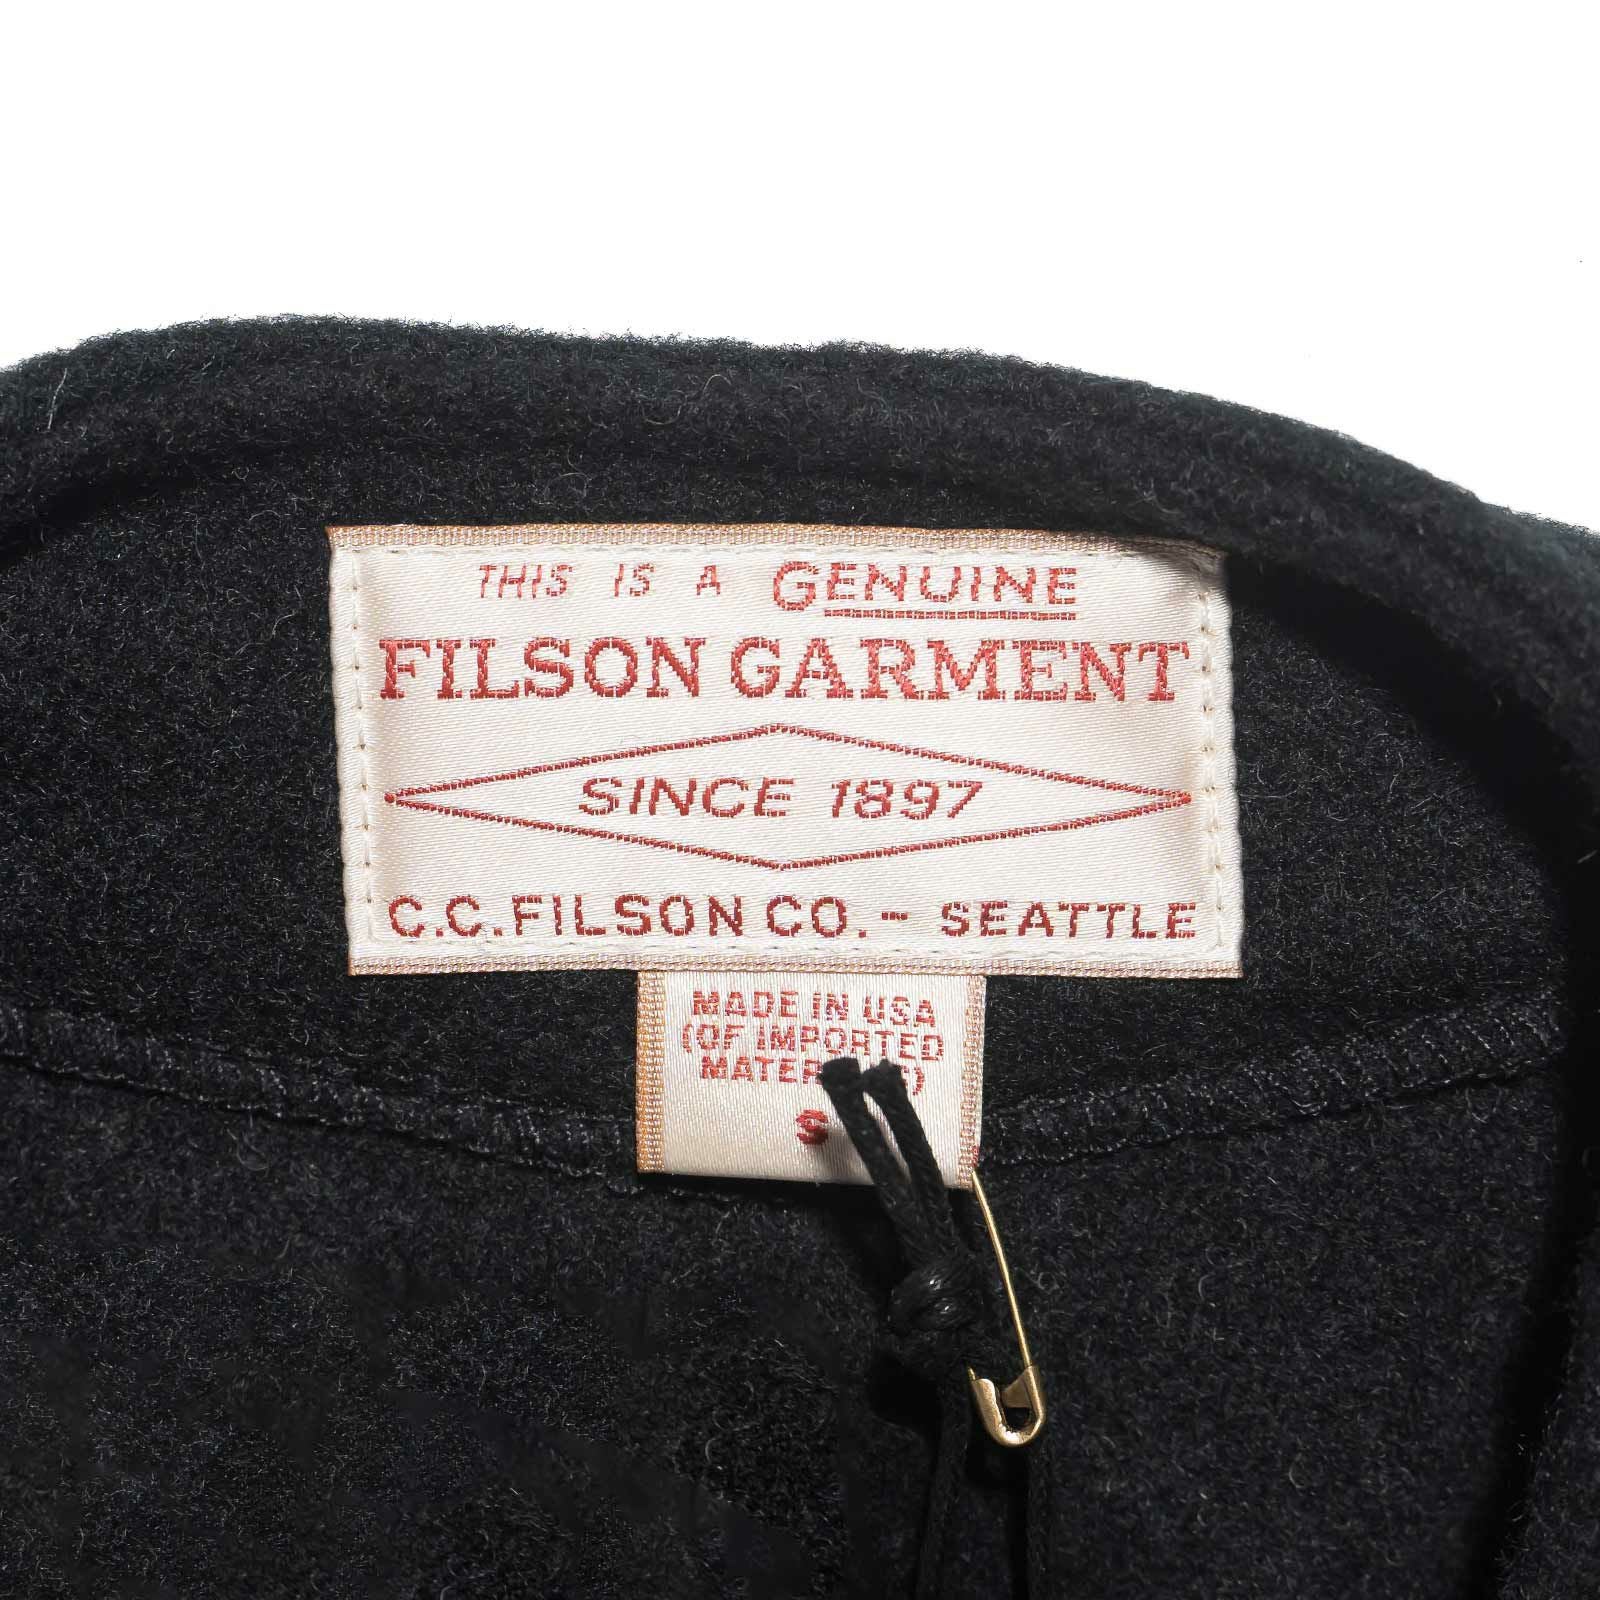 THIS IS A GENUINE
FILSON GARMENT
SINCE 1897
C.C. FILSON CO. - SEATTLE
MADE IN USA
(OF IMPORTED
S